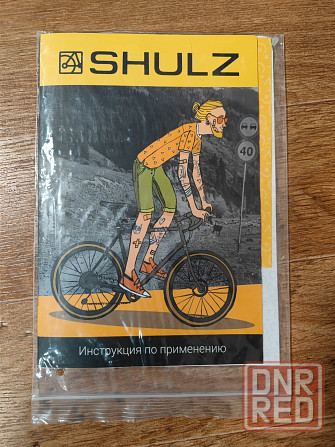 SHULZ
40
Инструкция по применению
DNR
RED